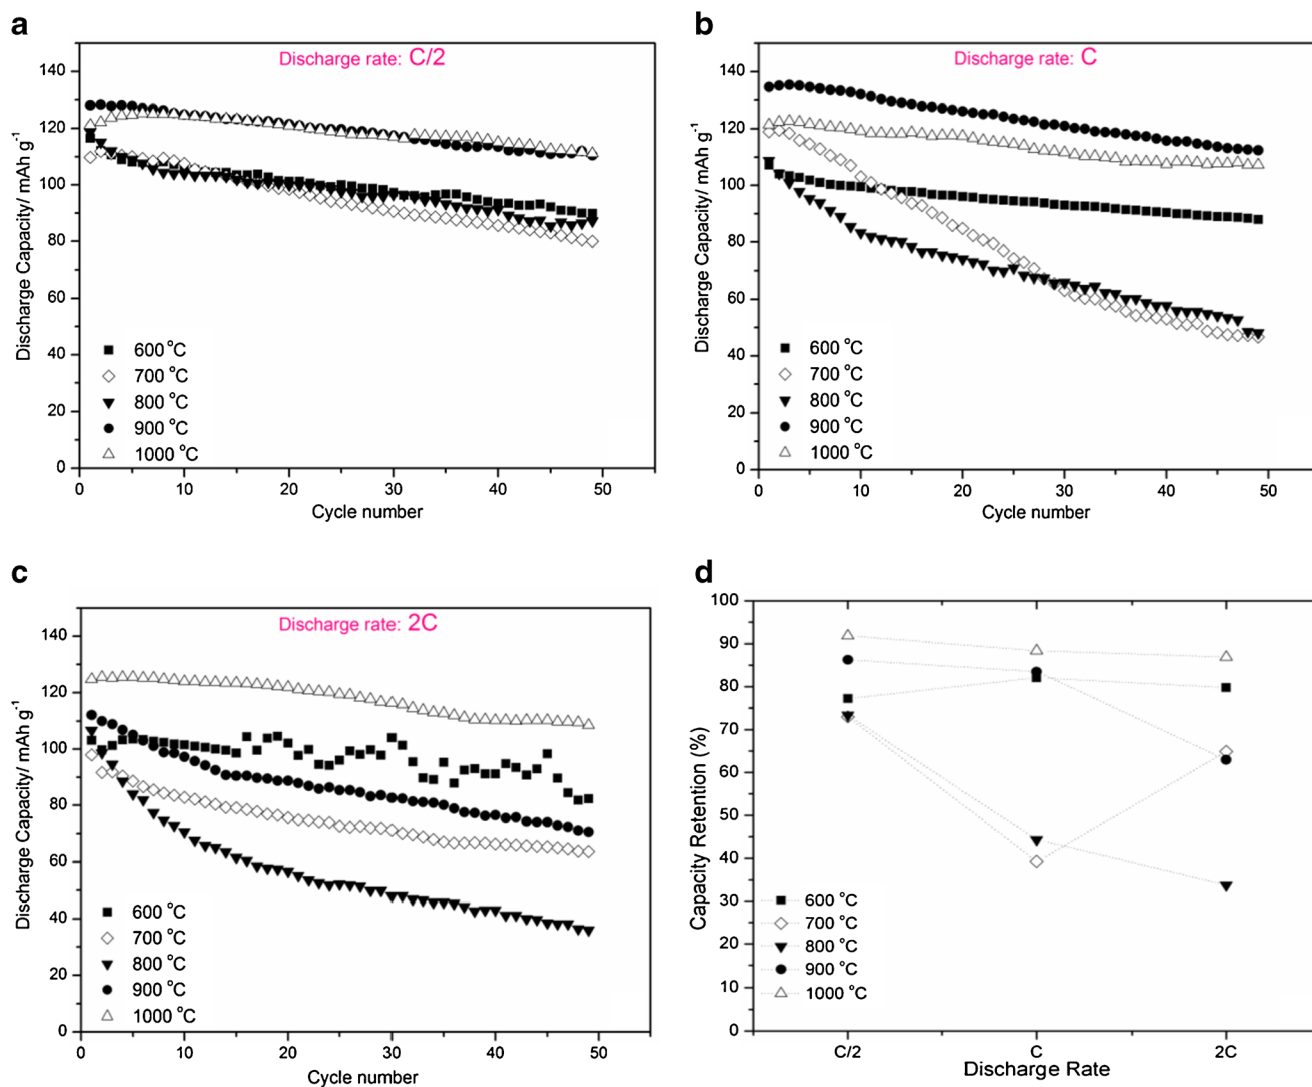 a
Discharge rate: C/2
140
120
100
80
60
40
20
0
Discharge Capacity/ mAh g-1
600 °C
700 °C
800 °C
900 °C
1000 °C
0 10 20 30 40 50
Cycle number
b
Discharge rate: C
140
120
100
80
60
40
20
0
Discharge Capacity/ mAh g-1
600 °C
700 °C
800 °C
900 °C
1000 °C
0 10 20 30 40 50
Cycle number
c
Discharge rate: 2C
140
120
100
80
60
40
20
0
Discharge Capacity/ mAh g-1
600 °C
700 °C
800 °C
900 °C
1000 °C
0 10 20 30 40 50
Cycle number
d
100
90
80
70
60
50
40
30
20
10
0
Capacity Retention (%)
600 °C
700 °C
800 °C
900 °C
1000 °C
C/2 C 2C
Discharge Rate